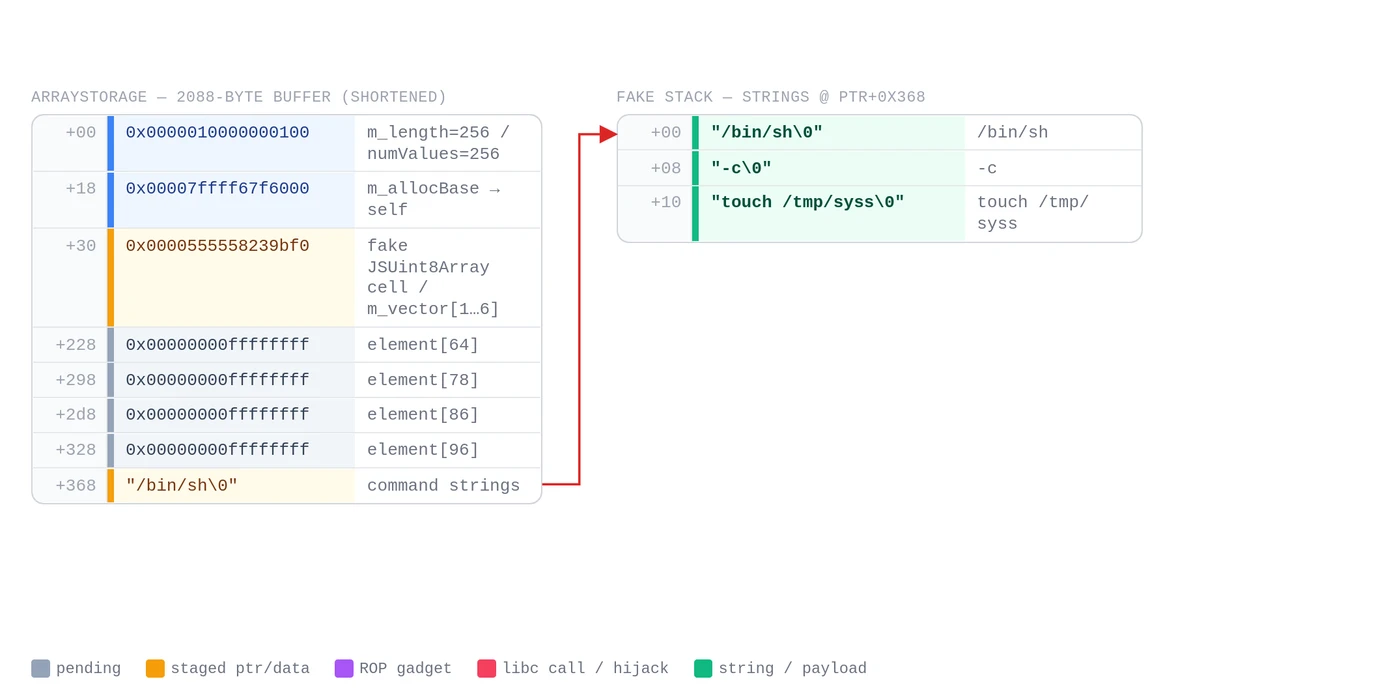 ARRAYSTORAGE — 2088-BYTE BUFFER (SHORTENED)
+00 0x0000010000000100 m_length=256 /
numValues=256
+18 0x00007ffff67f6000 m_allocBase →
self
+30 0x0000555558239bf0 fake
JSUint8Array
cell /
m_vector[1…6]
+228 0x00000000ffffffff element[64]
+298 0x00000000ffffffff element[78]
+2d8 0x00000000ffffffff element[86]
+328 0x00000000ffffffff element[96]
+368 "/bin/sh\0" command strings
FAKE STACK — STRINGS @ PTR+0X368
+00 "/bin/sh\0" /bin/sh
+08 "-c\0" -c
+10 "touch /tmp/syss\0" touch /tmp/
syss
pending staged ptr/data ROP gadget libc call / hijack string / payload